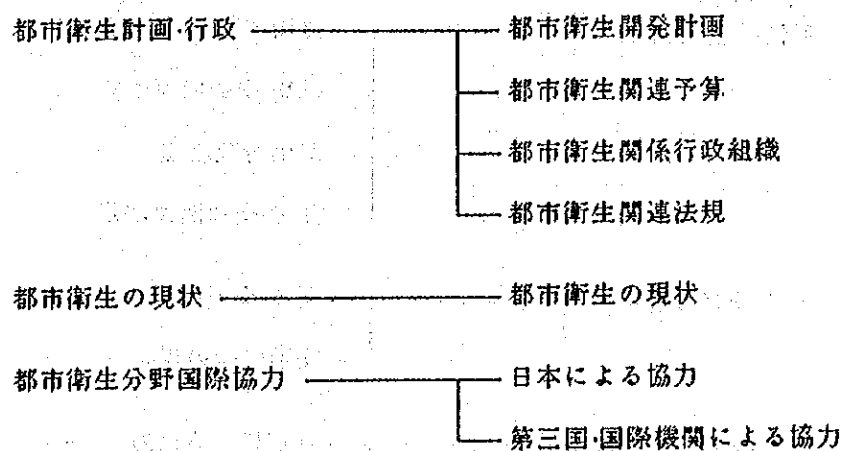 都市衛生計画·行政 都市衛生開発計画
都市衛生関連予算
都市衛生関係行政組織
都市衛生関連法規
都市衛生の現状 都市衛生の現状
都市衛生分野国際協力 日本による協力
第三国·国際機関による協力